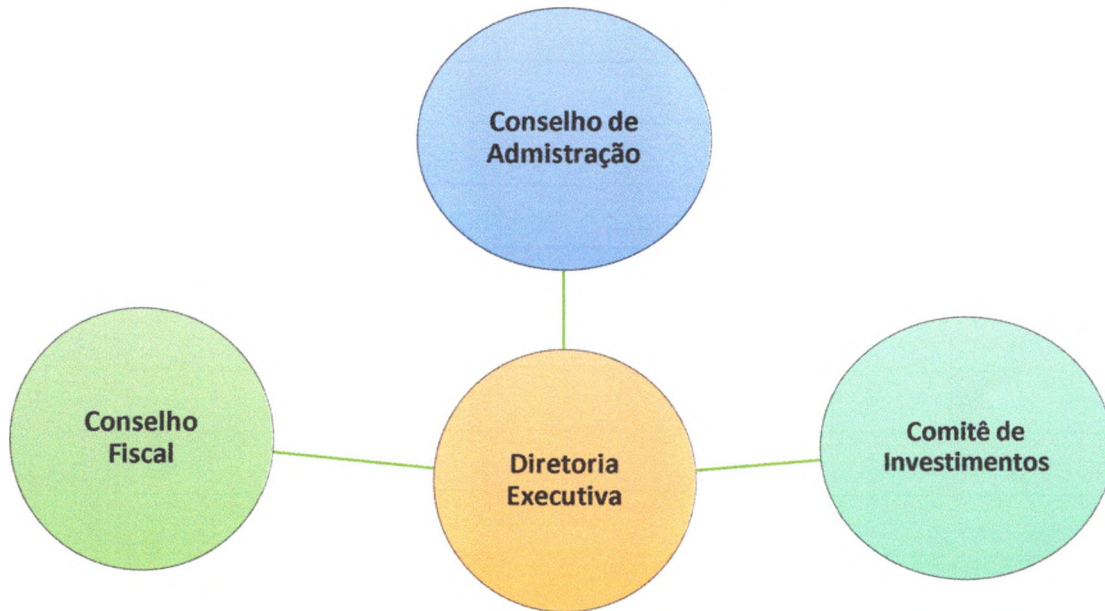 Conselho de
Admistração
Conselho
Fiscal
Diretoria
Executiva
Comitê de
Investimentos